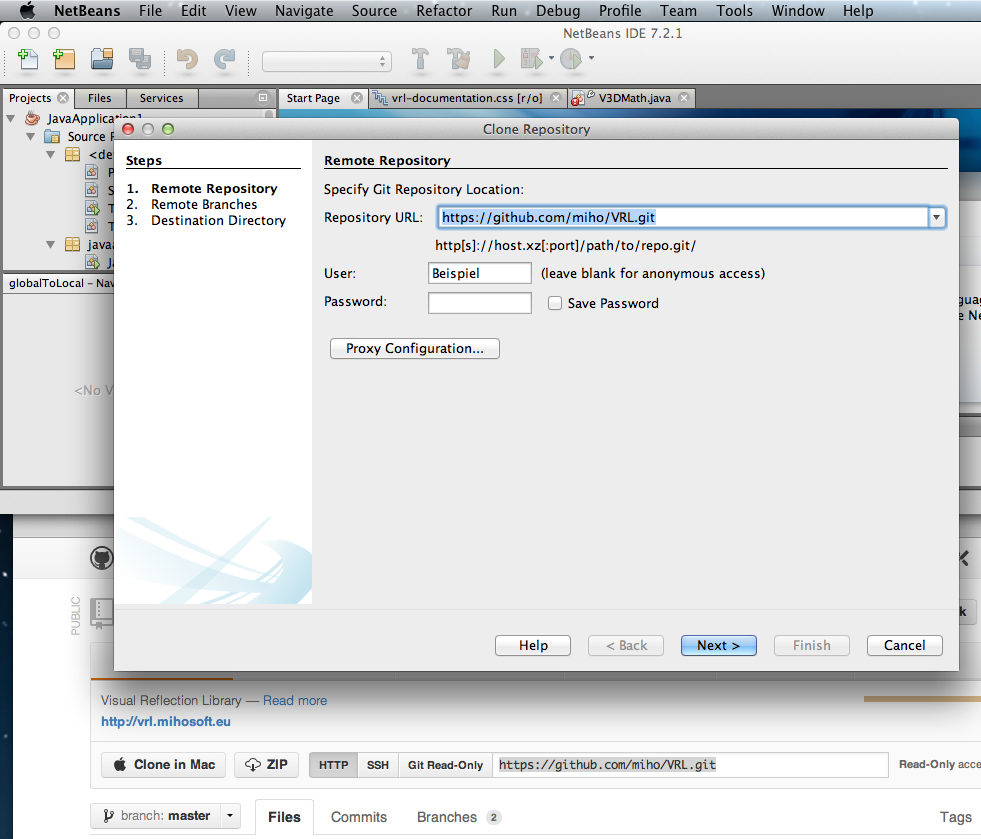 NetBeans File Edit View Navigate Source Refactor Run Debug Profile Team Tools Window Help
NetBeans IDE 7.2.1
Projects Files Services Start Page vrl-documentation.css [r/o] V3DMath.java
JavaApplication1
Source
<de
java
globalToLocal - Nav
<No V
Clone Repository
Steps
1. Remote Repository
2. Remote Branches
3. Destination Directory
Remote Repository
Specify Git Repository Location:
Repository URL: https://github.com/miho/VRL.git
http[s]://host.xz[:port]/path/to/repo.git/
User: Beispiel (leave blank for anonymous access)
Password: Save Password
Proxy Configuration...
Help < Back Next > Finish Cancel
PUBLIC
Visual Reflection Library — Read more
http://vrl.mihosoft.eu
Clone in Mac ZIP HTTP SSH Git Read-Only https://github.com/miho/VRL.git Read-Only acce
branch: master Files Commits Branches 2 Tags